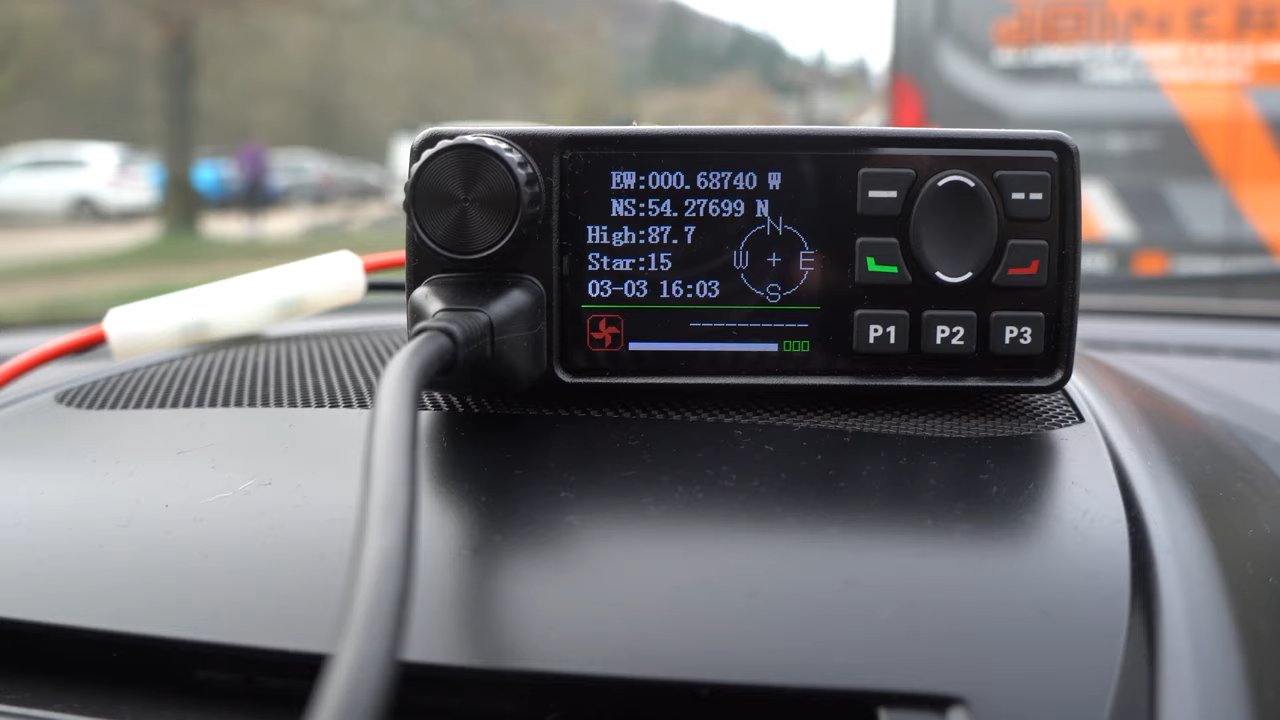 EW:000.68740 W
NS:54.27699 N
High:87.7
Star:15
03-03 16:03
N
W E
S
P1 P2 P3